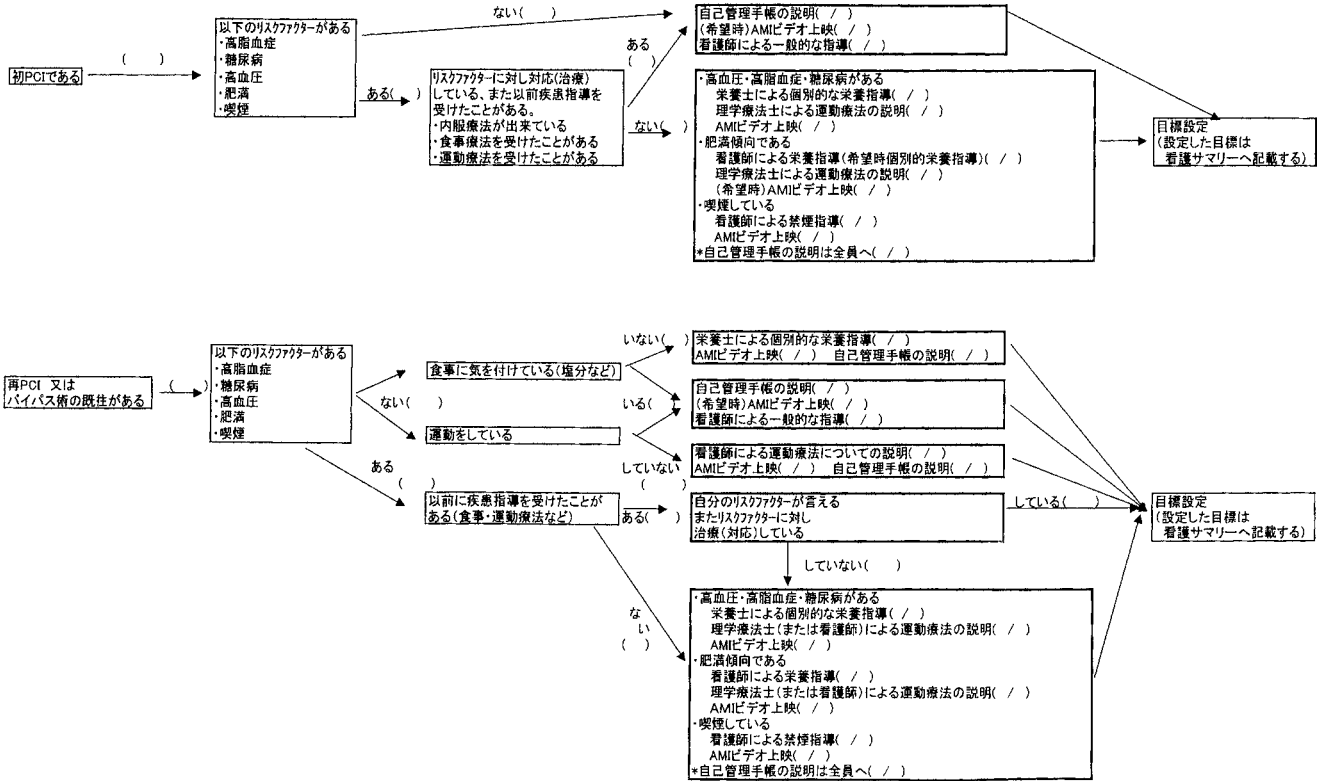 初PCIである
(　　)
以下のリスクファクターがある
・高脂血症
・糖尿病
・高血圧
・肥満
・喫煙
ない(　　)
ある(　　)
リスクファクターに対し対応(治療)
している、また以前疾患指導を
受けたことがある。
・内服療法が出来ている
・食事療法を受けたことがある
・運動療法を受けたことがある
ある
(　　)
ない(　　)
自己管理手帳の説明(　/　)
(希望時)AMIビデオ上映(　/　)
看護師による一般的な指導(　/　)
・高血圧・高脂血症・糖尿病がある
栄養士による個別的な栄養指導(　/　)
理学療法士による運動療法の説明(　/　)
AMIビデオ上映(　/　)
・肥満傾向である
看護師による栄養指導(希望時個別的栄養指導)(　/　)
理学療法士による運動療法の説明(　/　)
(希望時)AMIビデオ上映(　/　)
・喫煙している
看護師による禁煙指導(　/　)
AMIビデオ上映(　/　)
*自己管理手帳の説明は全員へ(　/　)
目標設定
(設定した目標は
看護サマリーへ記載する)
再PCI 又は
バイパス術の既往がある
(　　)
以下のリスクファクターがある
・高脂血症
・糖尿病
・高血圧
・肥満
・喫煙
ない(　　)
ある
(　　)
食事に気を付けている(塩分など)
運動をしている
以前に疾患指導を受けたことが
ある(食事・運動療法など)
いない(　　)
いる(　　)
していない
(　　)
ある(　　)
な
い
(　　)
栄養士による個別的な栄養指導(　/　)
AMIビデオ上映(　/　)　自己管理手帳の説明(　/　)
自己管理手帳の説明(　/　)
(希望時)AMIビデオ上映(　/　)
看護師による一般的な指導(　/　)
看護師による運動療法についての説明(　/　)
AMIビデオ上映(　/　)　自己管理手帳の説明(　/　)
自分のリスクファクターが言える
またリスクファクターに対し
治療(対応)している
している(　　)
していない(　　)
・高血圧・高脂血症・糖尿病がある
栄養士による個別的な栄養指導(　/　)
理学療法士(または看護師)による運動療法の説明(　/　)
AMIビデオ上映(　/　)
・肥満傾向である
看護師による栄養指導(　/　)
理学療法士(または看護師)による運動療法の説明(　/　)
AMIビデオ上映(　/　)
・喫煙している
看護師による禁煙指導(　/　)
AMIビデオ上映(　/　)
*自己管理手帳の説明は全員へ(　/　)
目標設定
(設定した目標は
看護サマリーへ記載する)